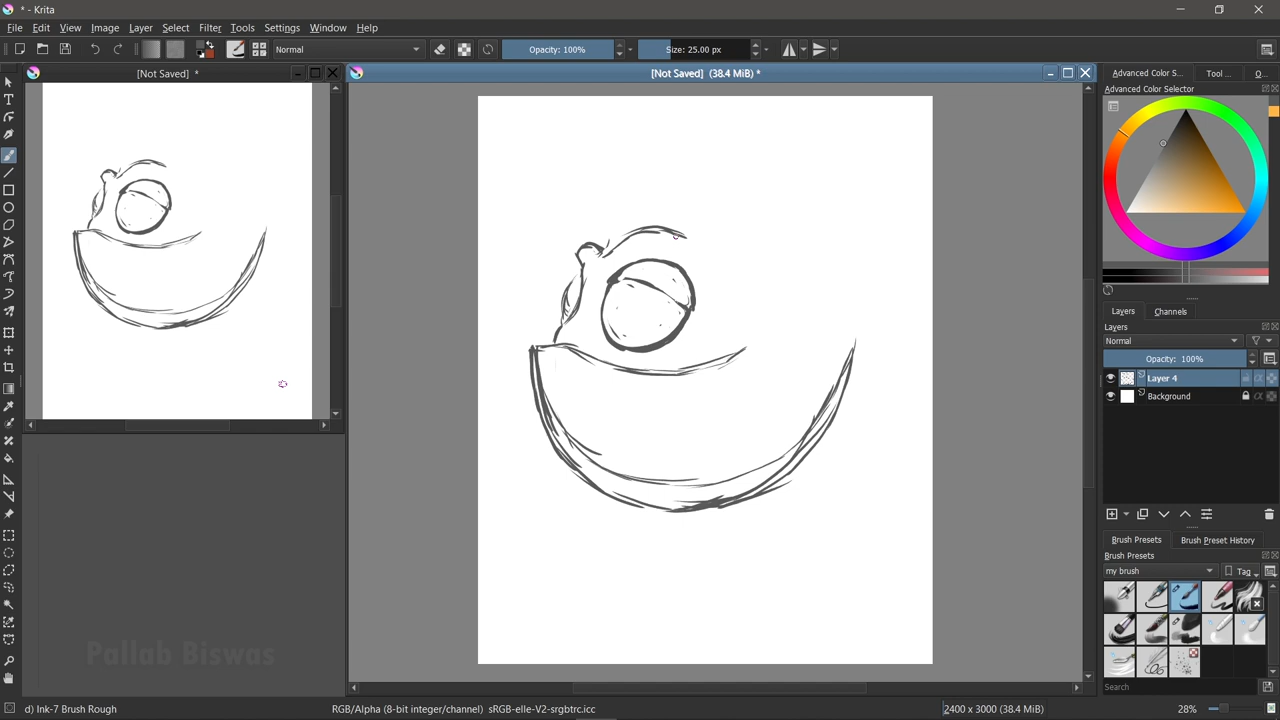 * - Krita
File Edit View Image Layer Select Filter Tools Settings Window Help
Normal Opacity: 100% Size: 25.00 px
[Not Saved] *
[Not Saved] (38.4 MiB) *
Advanced Color S... Tool ... O...
Advanced Color Selector
Layers Channels
Layers
Normal
Opacity: 100%
Layer 4
Background
Brush Presets Brush Preset History
Brush Presets
my brush Tag
Search
Pallab Biswas
d) Ink-7 Brush Rough RGB/Alpha (8-bit integer/channel) sRGB-elle-V2-srgbtrc.icc 2400 x 3000 (38.4 MiB) 28%